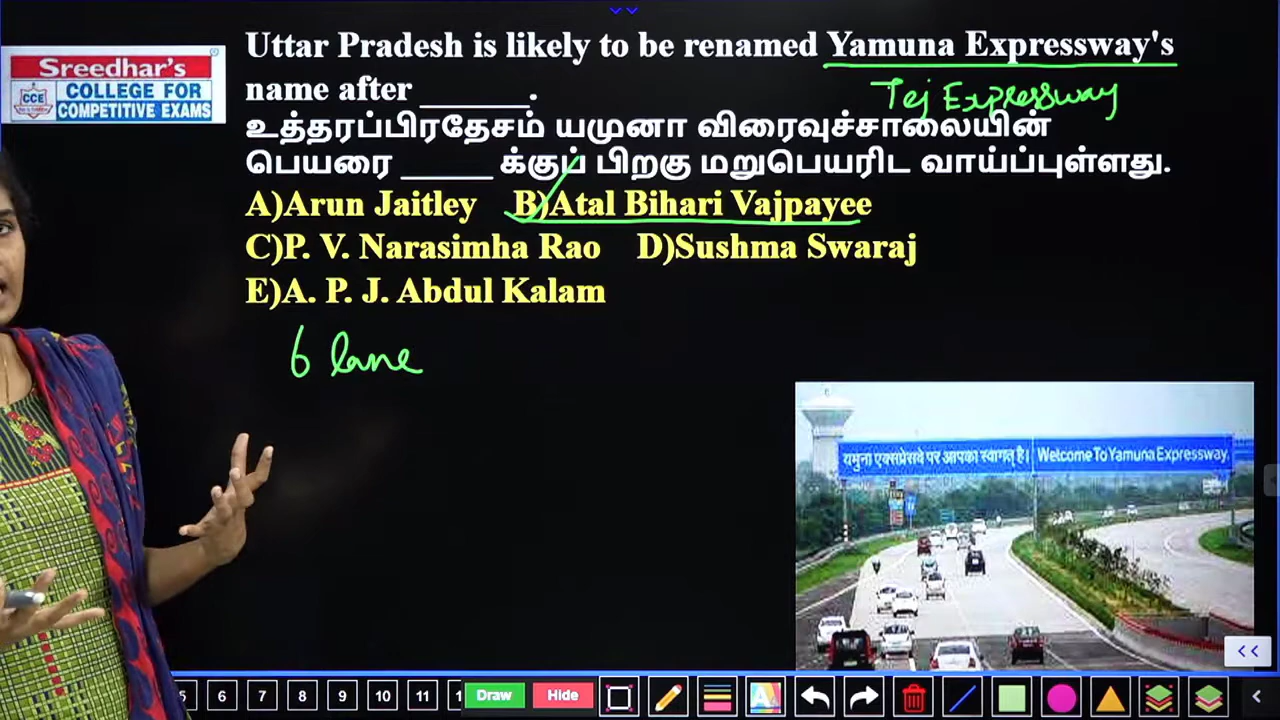 Uttar Pradesh is likely to be renamed Yamuna Expressway's
name after ______.
Tej Expressway
உத்தரப்பிரதேசம் யமுனா விரைவுச்சாலையின்
பெயரை _____ க்குப் பிறகு மறுபெயரிட வாய்ப்புள்ளது.
A)Arun Jaitley B)Atal Bihari Vajpayee
C)P. V. Narasimha Rao D)Sushma Swaraj
E)A. P. J. Abdul Kalam
6 lane
Sreedhar's
CCE
COLLEGE FOR
COMPETITIVE EXAMS
यमुना एक्सप्रेसवे पर आपका स्वागत् है। Welcome To Yamuna Expressway.
5 6 7 8 9 10 11 1 Draw Hide